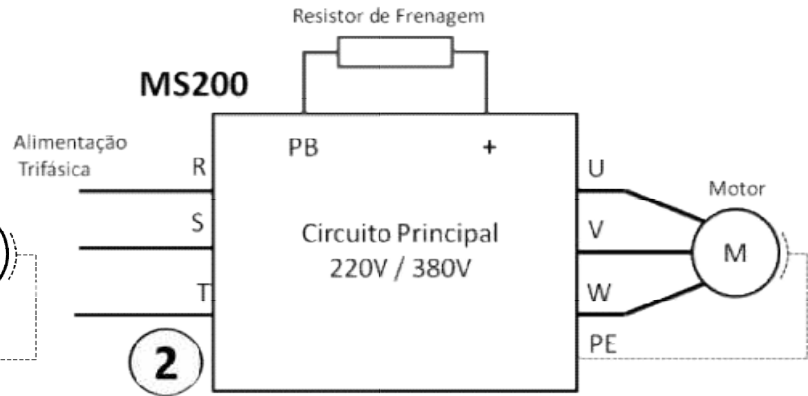 Resistor de Frenagem
MS200
Alimentação
Trifásica
R
S
T
PB
+
Circuito Principal
220V / 380V
U
V
W
PE
Motor
M
2